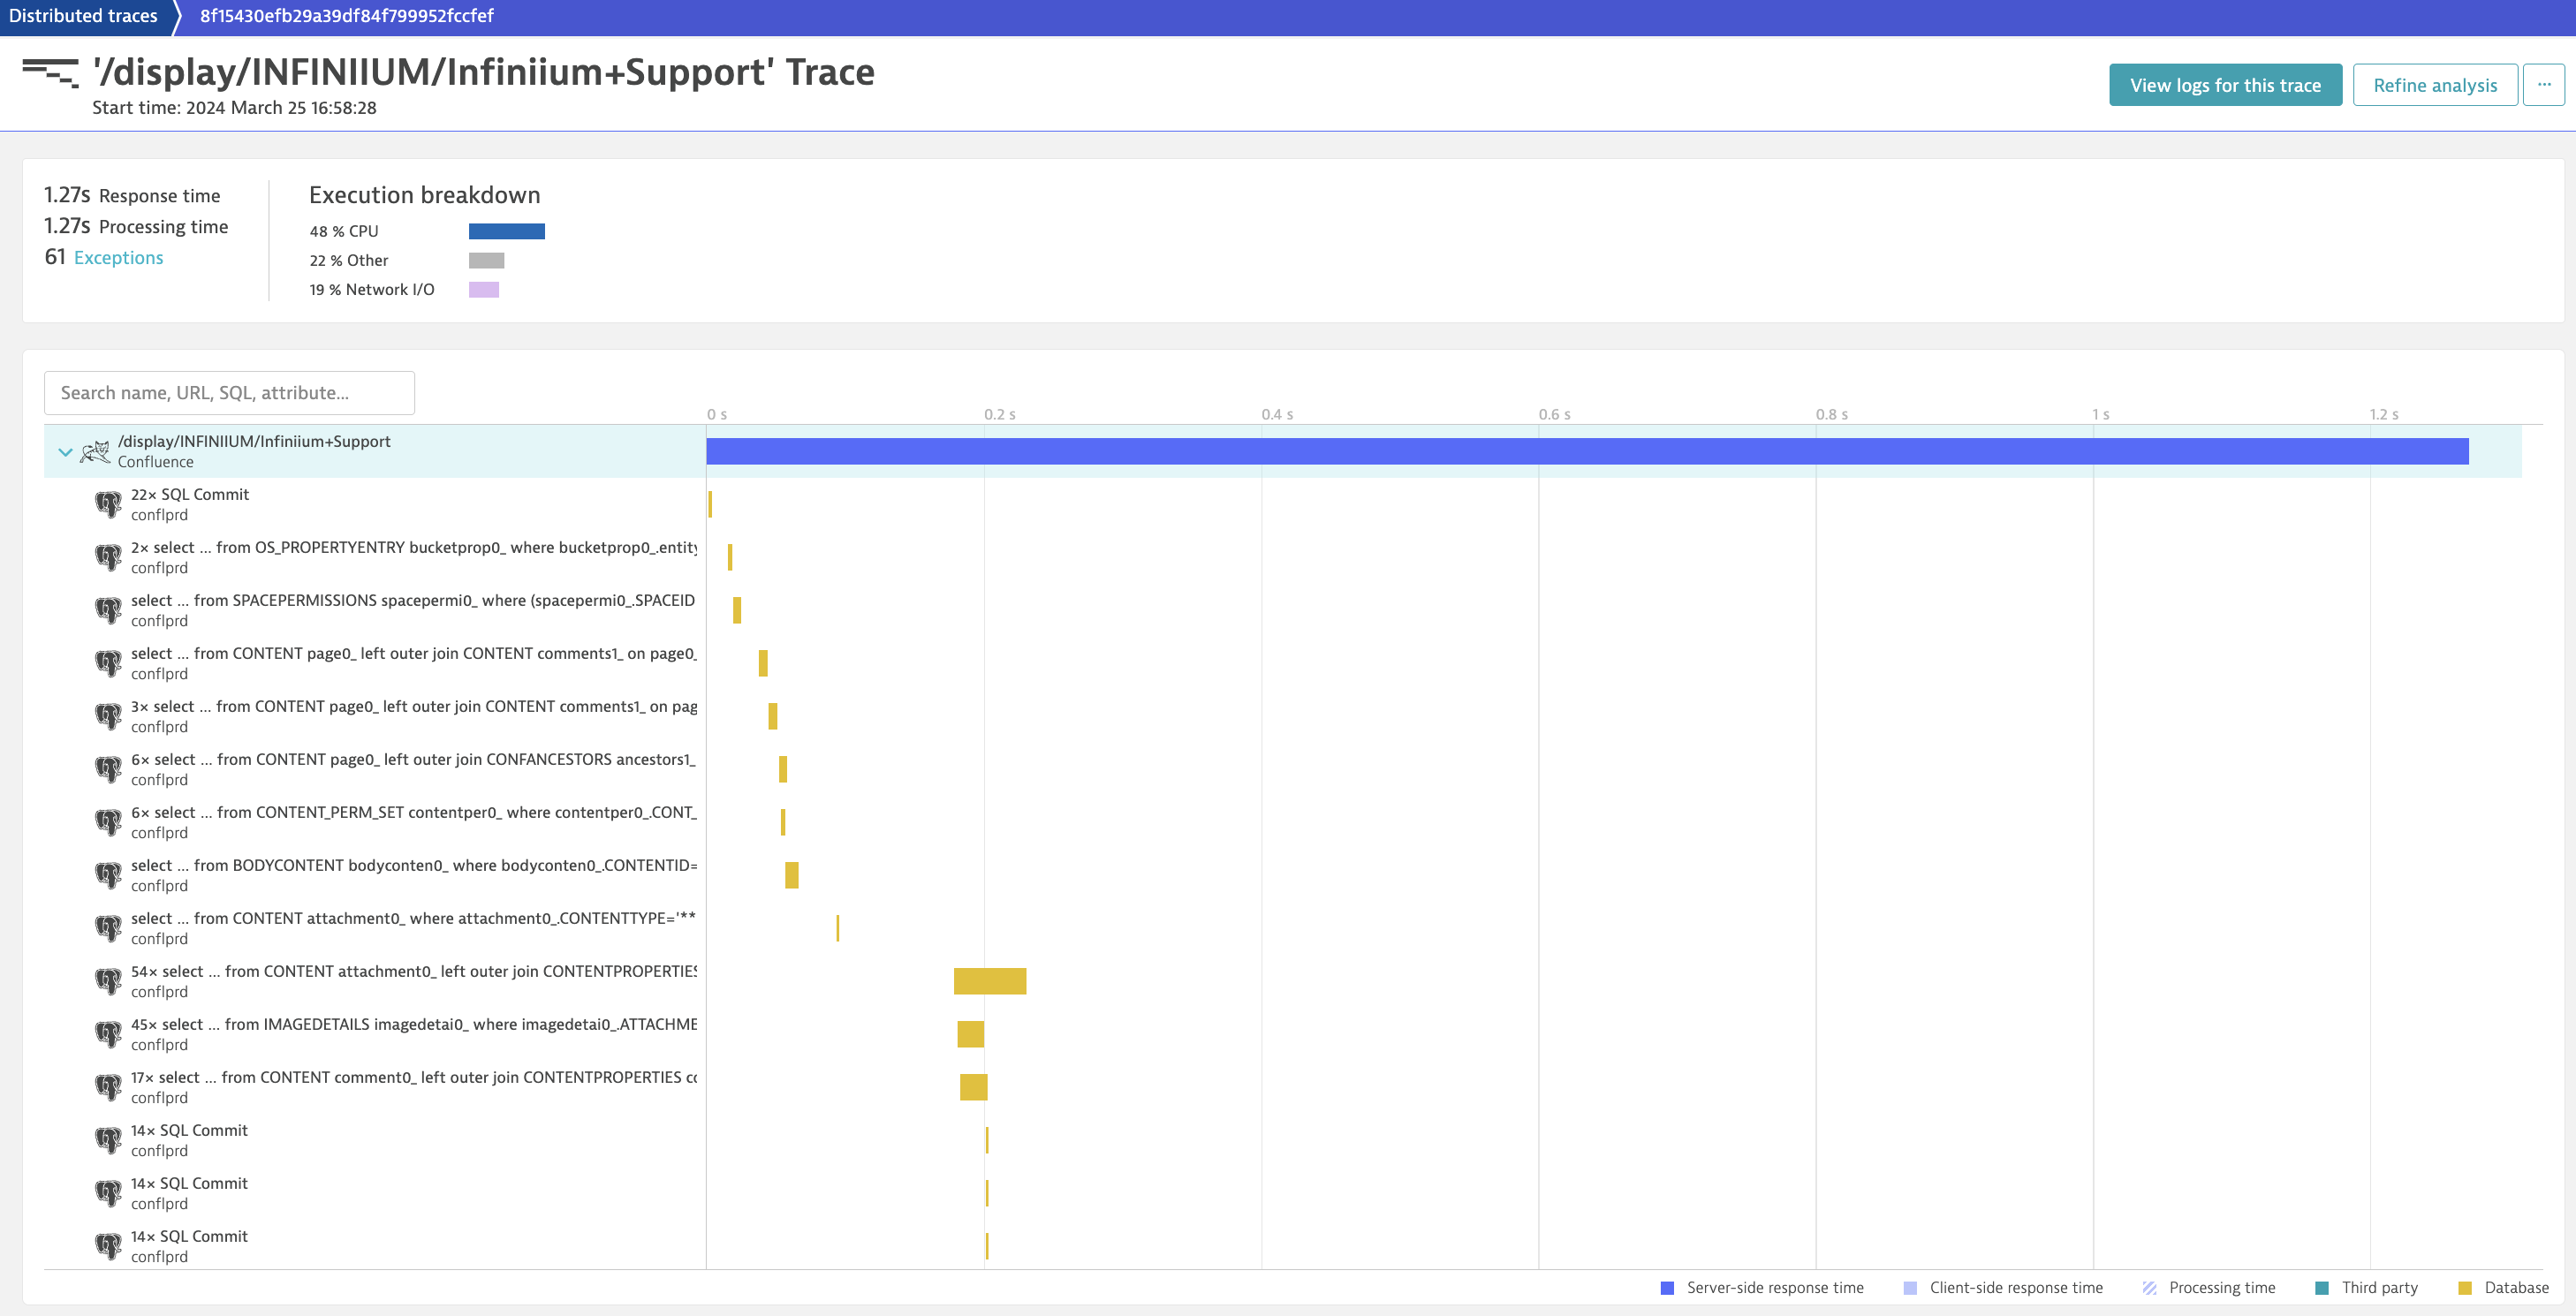 Distributed traces
8f15430efb29a39df84f799952fccfef
'/display/INFINIIUM/Infiniium+Support' Trace
Start time: 2024 March 25 16:58:28
View logs for this trace
Refine analysis
...
1.27s Response time
1.27s Processing time
61 Exceptions
Execution breakdown
48 % CPU
22 % Other
19 % Network I/O
Search name, URL, SQL, attribute...
0 s 0.2 s 0.4 s 0.6 s 0.8 s 1 s 1.2 s
/display/INFINIIUM/Infiniium+Support
Confluence
22× SQL Commit
conflprd
2× select ... from OS_PROPERTYENTRY bucketprop0_ where bucketprop0_.entity
conflprd
select ... from SPACEPERMISSIONS spacepermi0_ where (spacepermi0_.SPACEID
conflprd
select ... from CONTENT page0_ left outer join CONTENT comments1_ on page0_
conflprd
3× select ... from CONTENT page0_ left outer join CONTENT comments1_ on pag
conflprd
6× select ... from CONTENT page0_ left outer join CONFANCESTORS ancestors1_
conflprd
6× select ... from CONTENT_PERM_SET contentper0_ where contentper0_.CONT_
conflprd
select ... from BODYCONTENT bodyconten0_ where bodyconten0_.CONTENTID=
conflprd
select ... from CONTENT attachment0_ where attachment0_.CONTENTTYPE='**
conflprd
54× select ... from CONTENT attachment0_ left outer join CONTENTPROPERTIES
conflprd
45× select ... from IMAGEDETAILS imagedetai0_ where imagedetai0_.ATTACHME
conflprd
17× select ... from CONTENT comment0_ left outer join CONTENTPROPERTIES co
conflprd
14× SQL Commit
conflprd
14× SQL Commit
conflprd
14× SQL Commit
conflprd
Server-side response time Client-side response time Processing time Third party Database